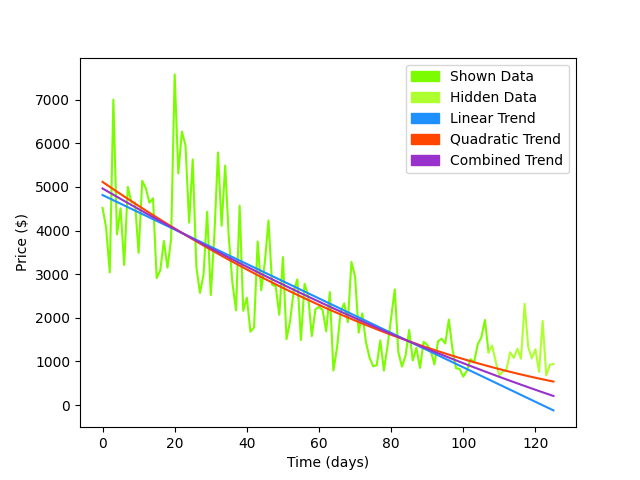 Shown Data
Hidden Data
Linear Trend
Quadratic Trend
Combined Trend
7000
6000
5000
4000
3000
2000
1000
0
Price ($)
0 20 40 60 80 100 120
Time (days)